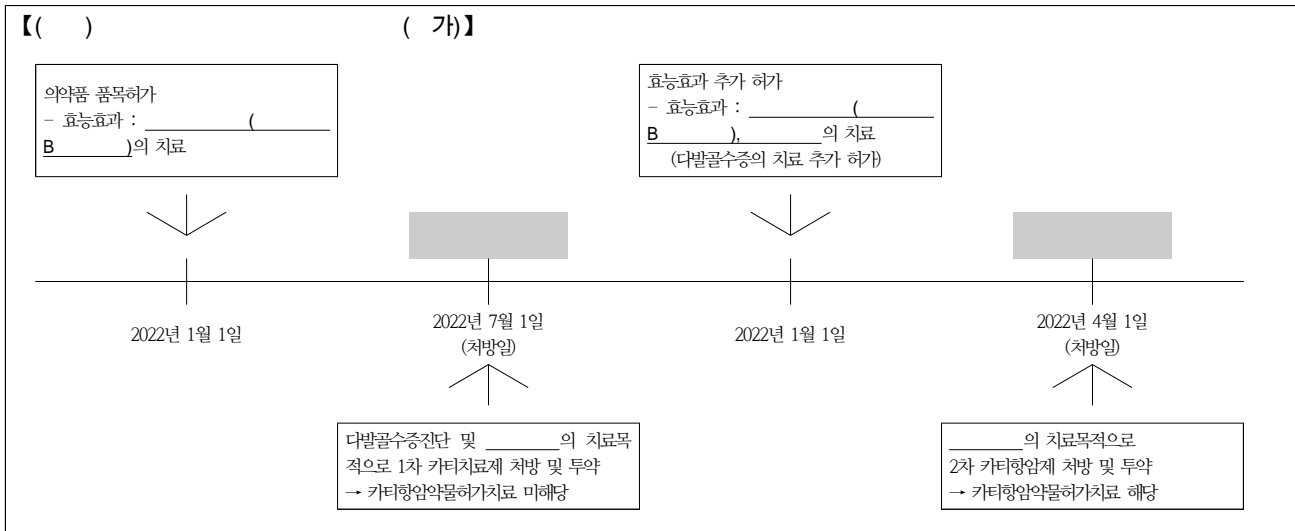 【( ) ( 가)】
의약품 품목허가
- 효능효과 : (
B )의 치료
효능효과 추가 허가
- 효능효과 : (
B ), 의 치료
(다발골수증의 치료 추가 허가)
2022년 1월 1일
2022년 7월 1일
(처방일)
2022년 1월 1일
2022년 4월 1일
(처방일)
다발골수증진단 및 의 치료목
적으로 1차 카티치료제 처방 및 투약
→ 카티항암약물허가치료 미해당
의 치료목적으로
2차 카티항암제 처방 및 투약
→ 카티항암약물허가치료 해당